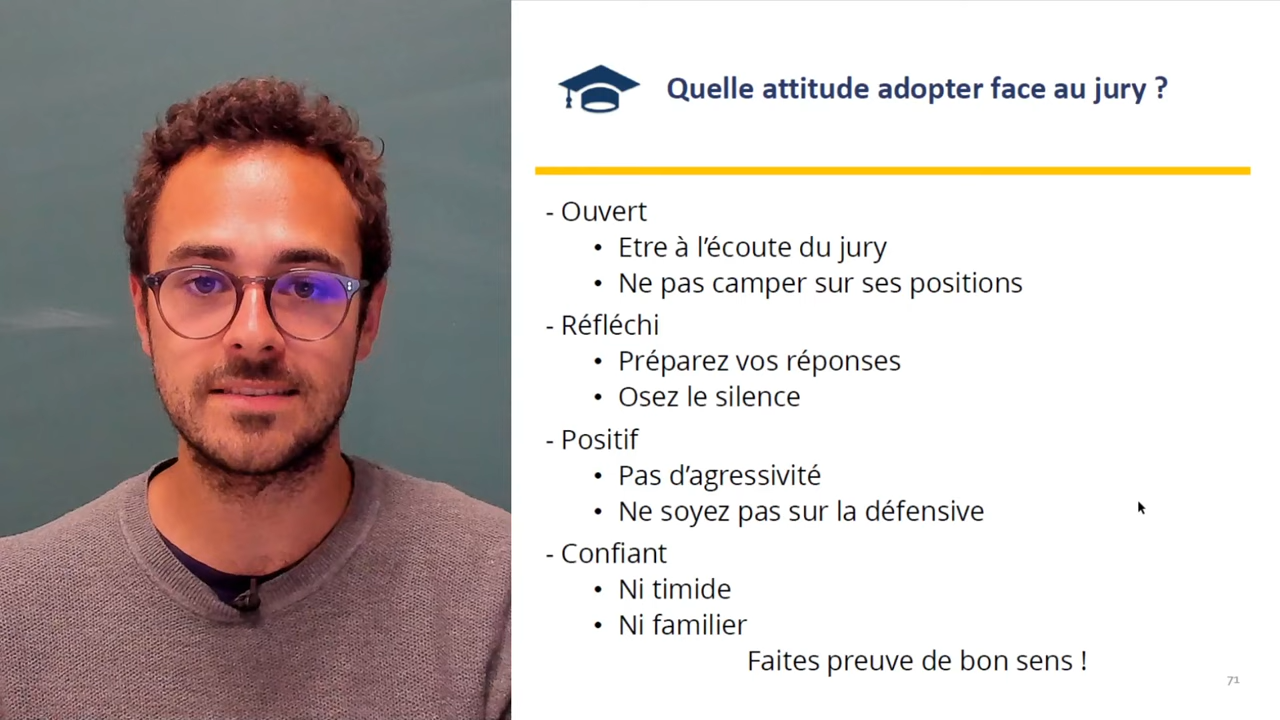 Quelle attitude adopter face au jury ?
- Ouvert
• Etre à l’écoute du jury
• Ne pas camper sur ses positions
- Réfléchi
• Préparez vos réponses
• Osez le silence
- Positif
• Pas d’agressivité
• Ne soyez pas sur la défensive
- Confiant
• Ni timide
• Ni familier
Faites preuve de bon sens !
71